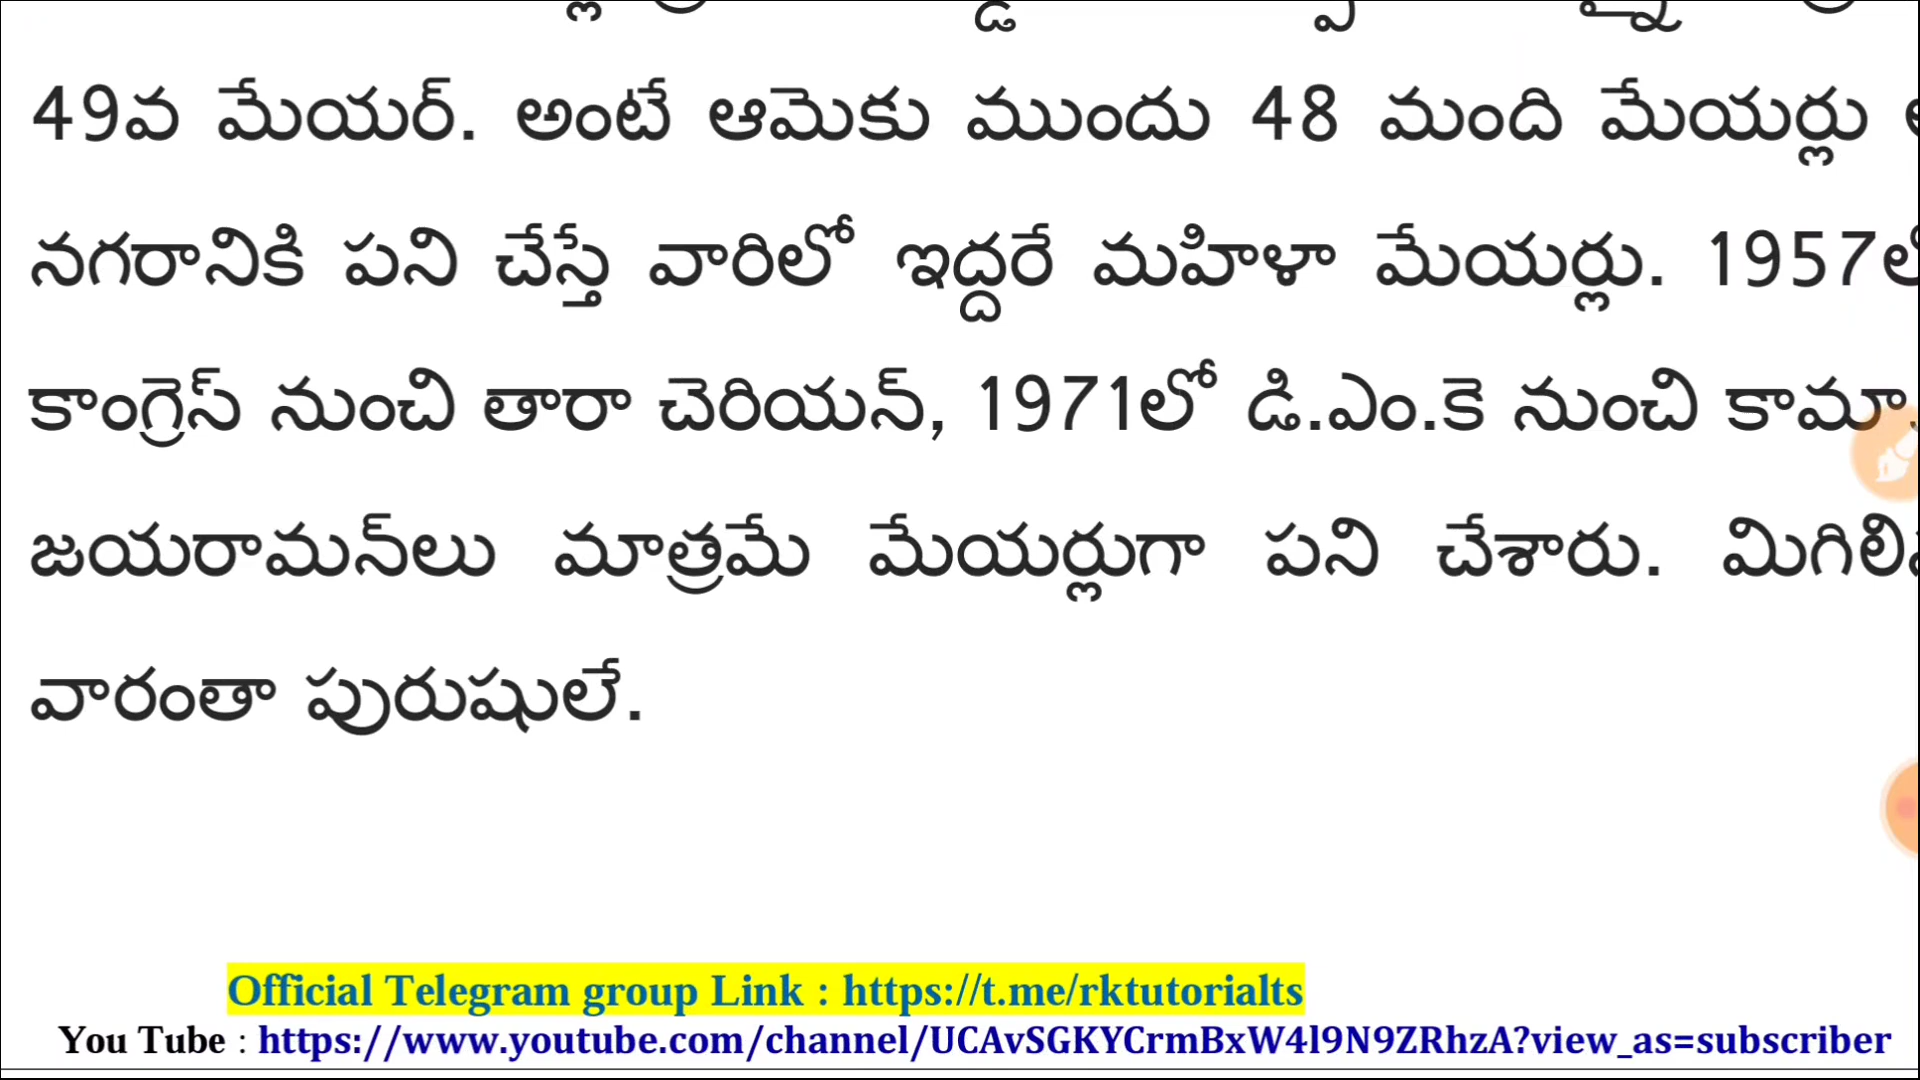 49వ మేయర్. అంటే ఆమెకు ముందు 48 మంది మేయర్లు
నగరానికి పని చేస్తే వారిలో ఇద్దరే మహిళా మేయర్లు. 1957లో
కాంగ్రెస్ నుంచి తారా చెరియన్, 1971లో డి.ఎం.కె నుంచి
జయరామన్‌లు మాత్రమే మేయర్లుగా పని చేశారు.
వారంతా పురుషులే.
Official Telegram group Link : https://t.me/rktutorialts
You Tube : https://www.youtube.com/channel/UCAvSGKYCrmBxW4l9N9ZRhzA?view_as=subscriber